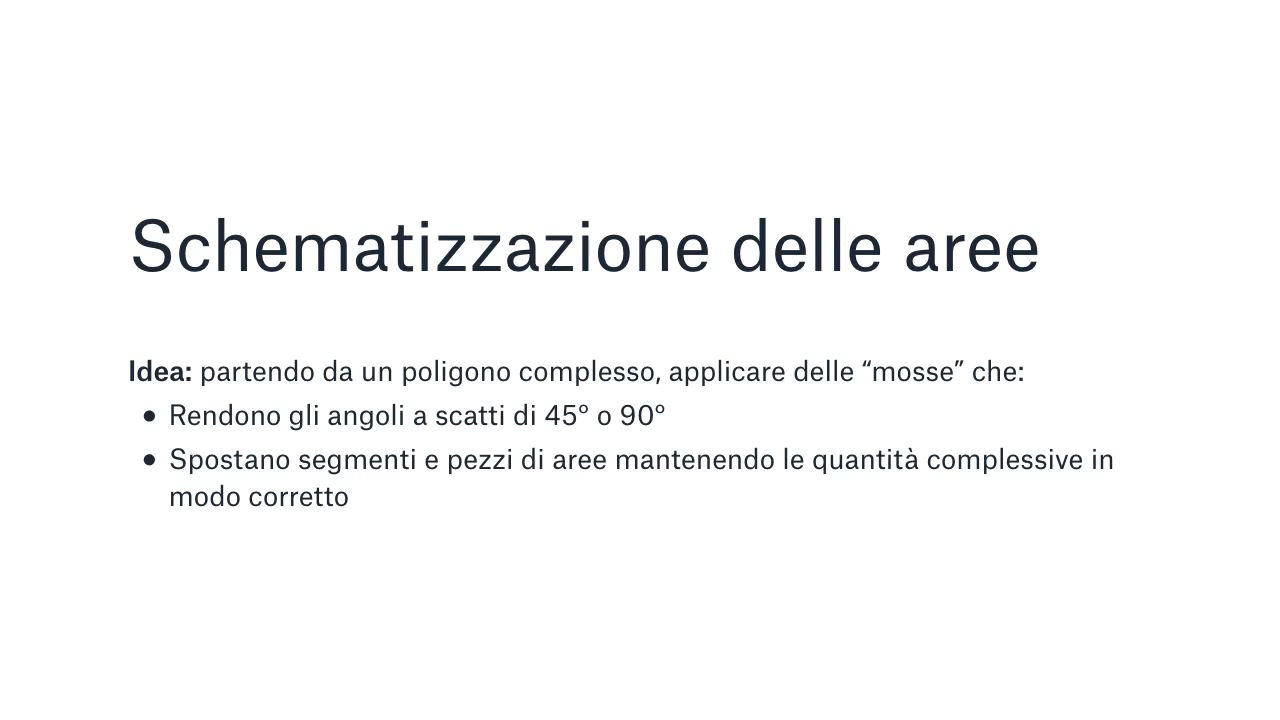 Schematizzazione delle aree
Idea: partendo da un poligono complesso, applicare delle “mosse” che:
• Rendono gli angoli a scatti di 45° o 90°
• Spostano segmenti e pezzi di aree mantenendo le quantità complessive in
modo corretto